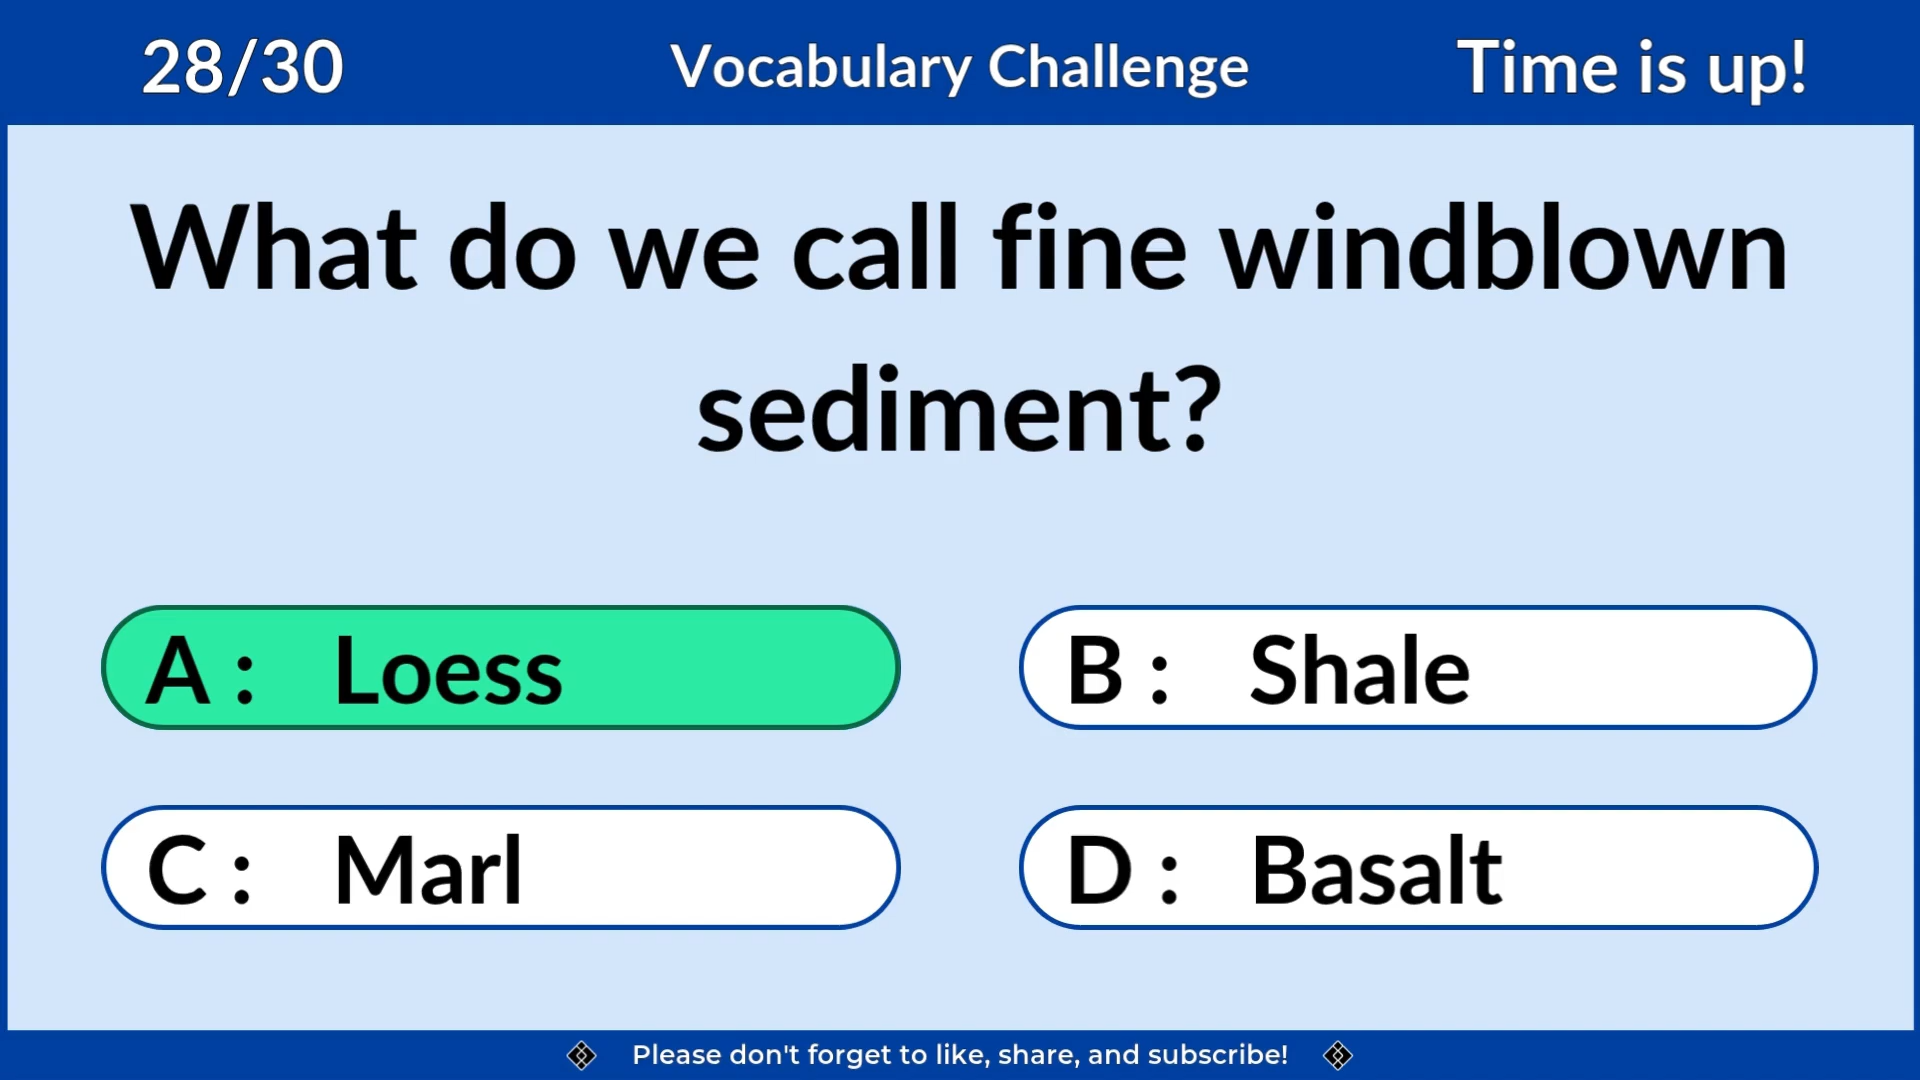 28/30 Vocabulary Challenge Time is up!
What do we call fine windblown
sediment?
A : Loess
B : Shale
C : Marl
D : Basalt
Please don't forget to like, share, and subscribe!